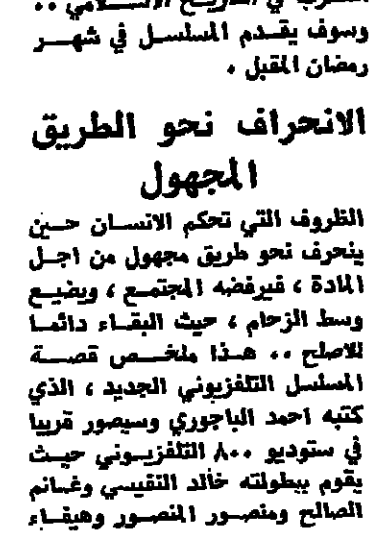 في التاريخ الاسلامي ..
وسوف يقدم المسلسل في شهر
رمضان المقبل .
الانحراف نحو الطريق
المجهول
الظروف التي تحكم الانسان حين
ينحرف نحو طريق مجهول من اجل
المادة ، فيرفضه المجتمع ، ويضيع
وسط الزحام ، حيث البقاء دائما
للاصلح .. هذا ملخص قصة
المسلسل التلفزيوني الجديد ، الذي
كتبه احمد الباجوري وسيصور قريبا
في ستوديو ٨٠٠ التلفزيوني حيث
يقوم ببطولته خالد النفيسي وغانم
الصالح ومنصور المنصور وهيفاء